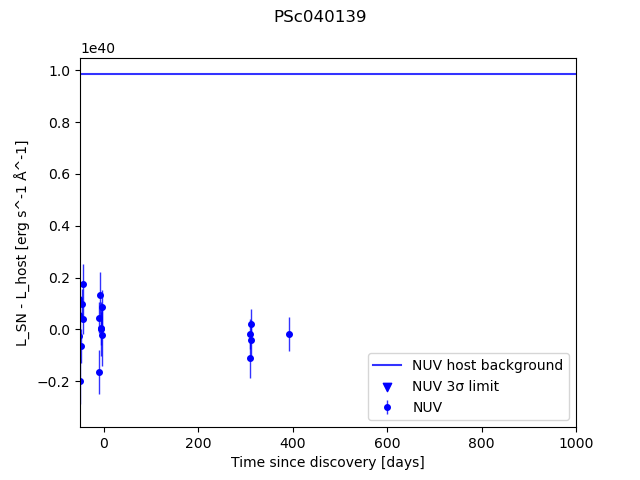 PSc040139
1e40
1.0
0.8
0.6
0.4
0.2
0.0
−0.2
L_SN - L_host [erg s^-1 Å^-1]
NUV host background
NUV 3σ limit
NUV
0 200 400 600 800 1000
Time since discovery [days]